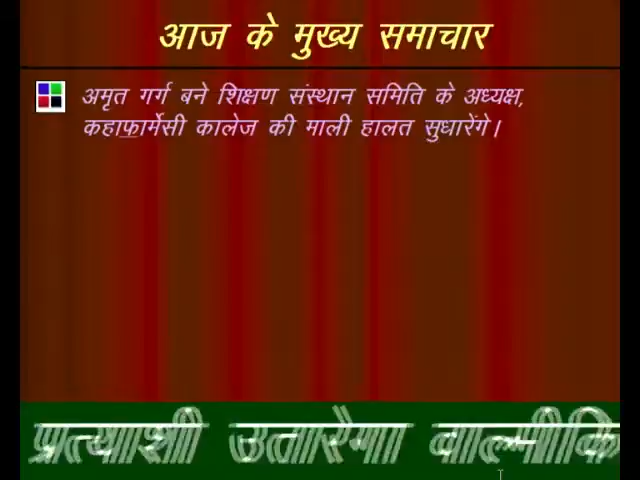 आज के मुख्य समाचार
अमृत गर्ग बने शिक्षण संस्थान समिति के अध्यक्ष,
कहाफार्मेसी कालेज की माली हालत सुधारेंगे।
प्रत्याशी उतारेगा वाल्मीकि